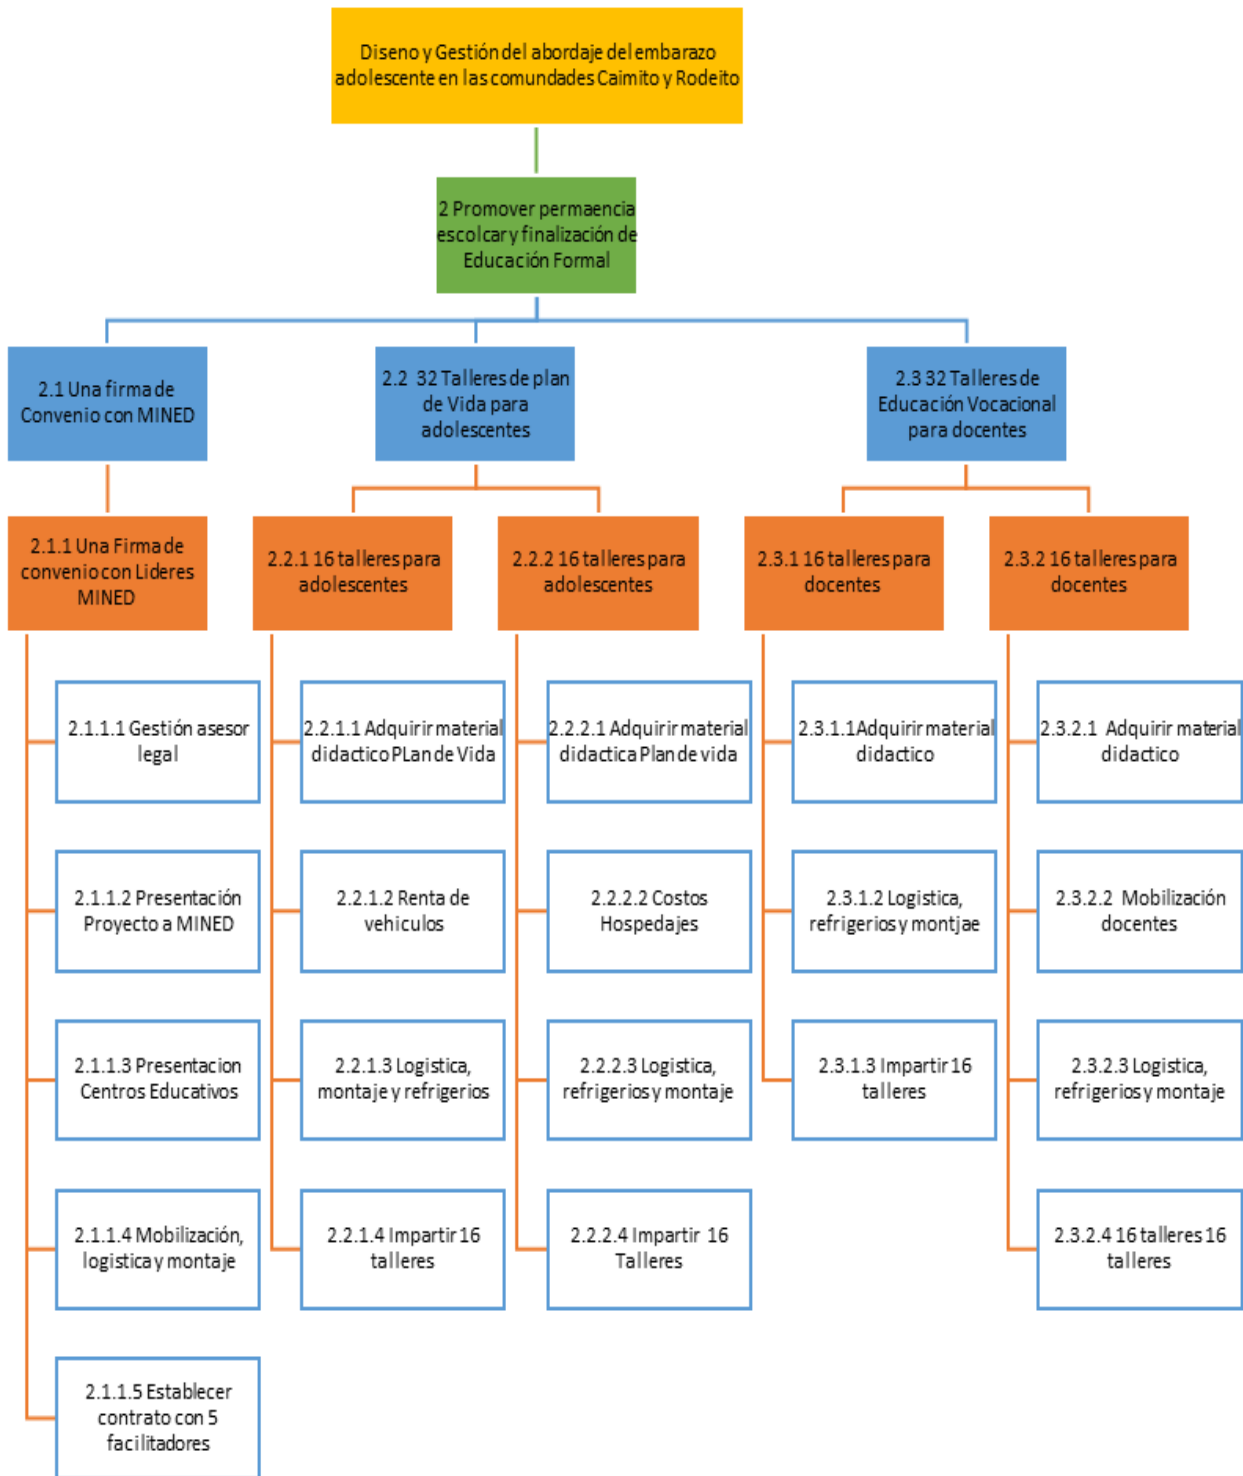 Diseno y Gestión del abordaje del embarazo
adolescente en las comundades Caimito y Rodeito
2 Promover permaencia
escolcar y finalización de
Educación Formal
2.1 Una firma de
Convenio con MINED
2.2 32 Talleres de plan
de Vida para
adolescentes
2.3 32 Talleres de
Educación Vocacional
para docentes
2.1.1 Una Firma de
convenio con Lideres
MINED
2.2.1 16 talleres para
adolescentes
2.2.2 16 talleres para
adolescentes
2.3.1 16 talleres para
docentes
2.3.2 16 talleres para
docentes
2.1.1.1 Gestión asesor
legal
2.2.1.1 Adquirir material
didactico PLan de Vida
2.2.2.1 Adquirir material
didactica Plan de vida
2.3.1.1Adquirir material
didactico
2.3.2.1 Adquirir material
didactico
2.1.1.2 Presentación
Proyecto a MINED
2.2.1.2 Renta de
vehiculos
2.2.2.2 Costos
Hospedajes
2.3.1.2 Logistica,
refrigerios y montjae
2.3.2.2 Mobilización
docentes
2.1.1.3 Presentacion
Centros Educativos
2.2.1.3 Logistica,
montaje y refrigerios
2.2.2.3 Logistica,
refrigerios y montaje
2.3.1.3 Impartir 16
talleres
2.3.2.3 Logistica,
refrigerios y montaje
2.1.1.4 Mobilización,
logistica y montaje
2.2.1.4 Impartir 16
talleres
2.2.2.4 Impartir 16
Talleres
2.3.2.4 16 talleres 16
talleres
2.1.1.5 Establecer
contrato con 5
facilitadores